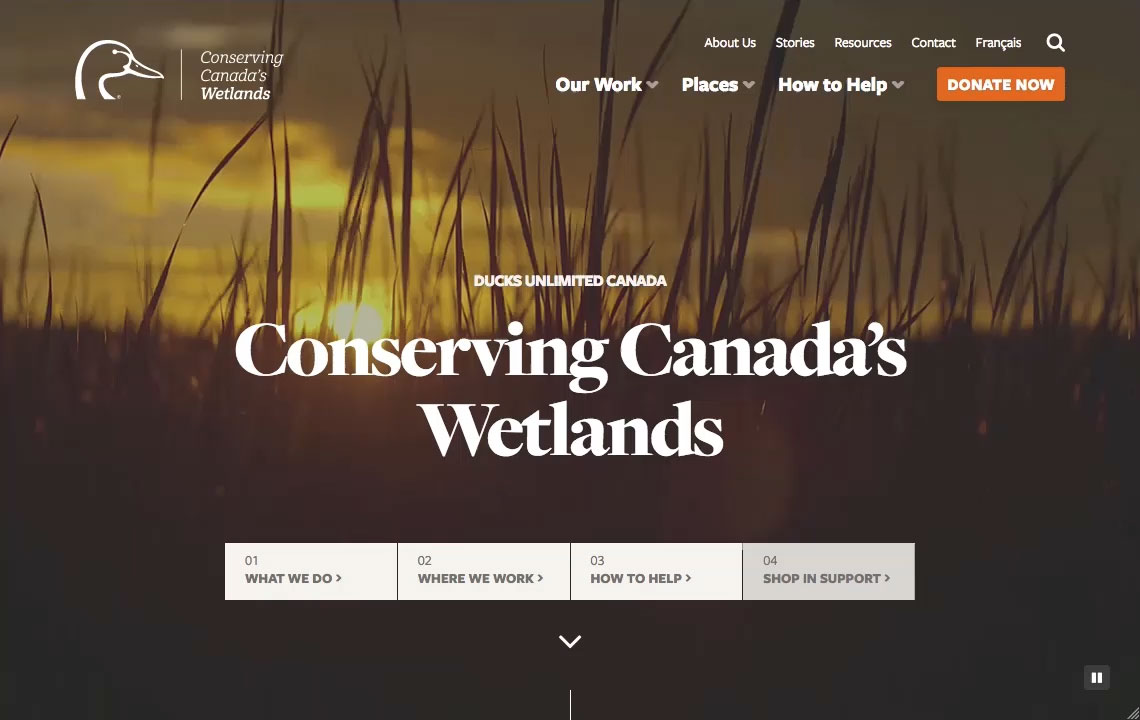 Conserving
Canada's
Wetlands
About Us Stories Resources Contact Français
Our Work Places How to Help DONATE NOW
DUCKS UNLIMITED CANADA
Conserving Canada’s
Wetlands
01
WHAT WE DO >
02
WHERE WE WORK >
03
HOW TO HELP >
04
SHOP IN SUPPORT >